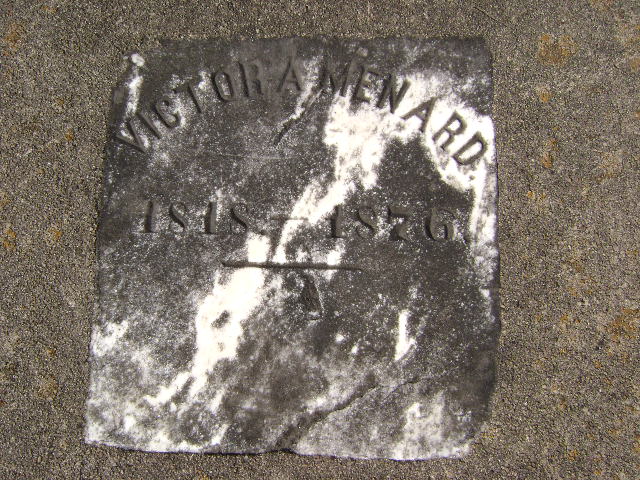 VICTOR A MENARD.
1818. – 1876.